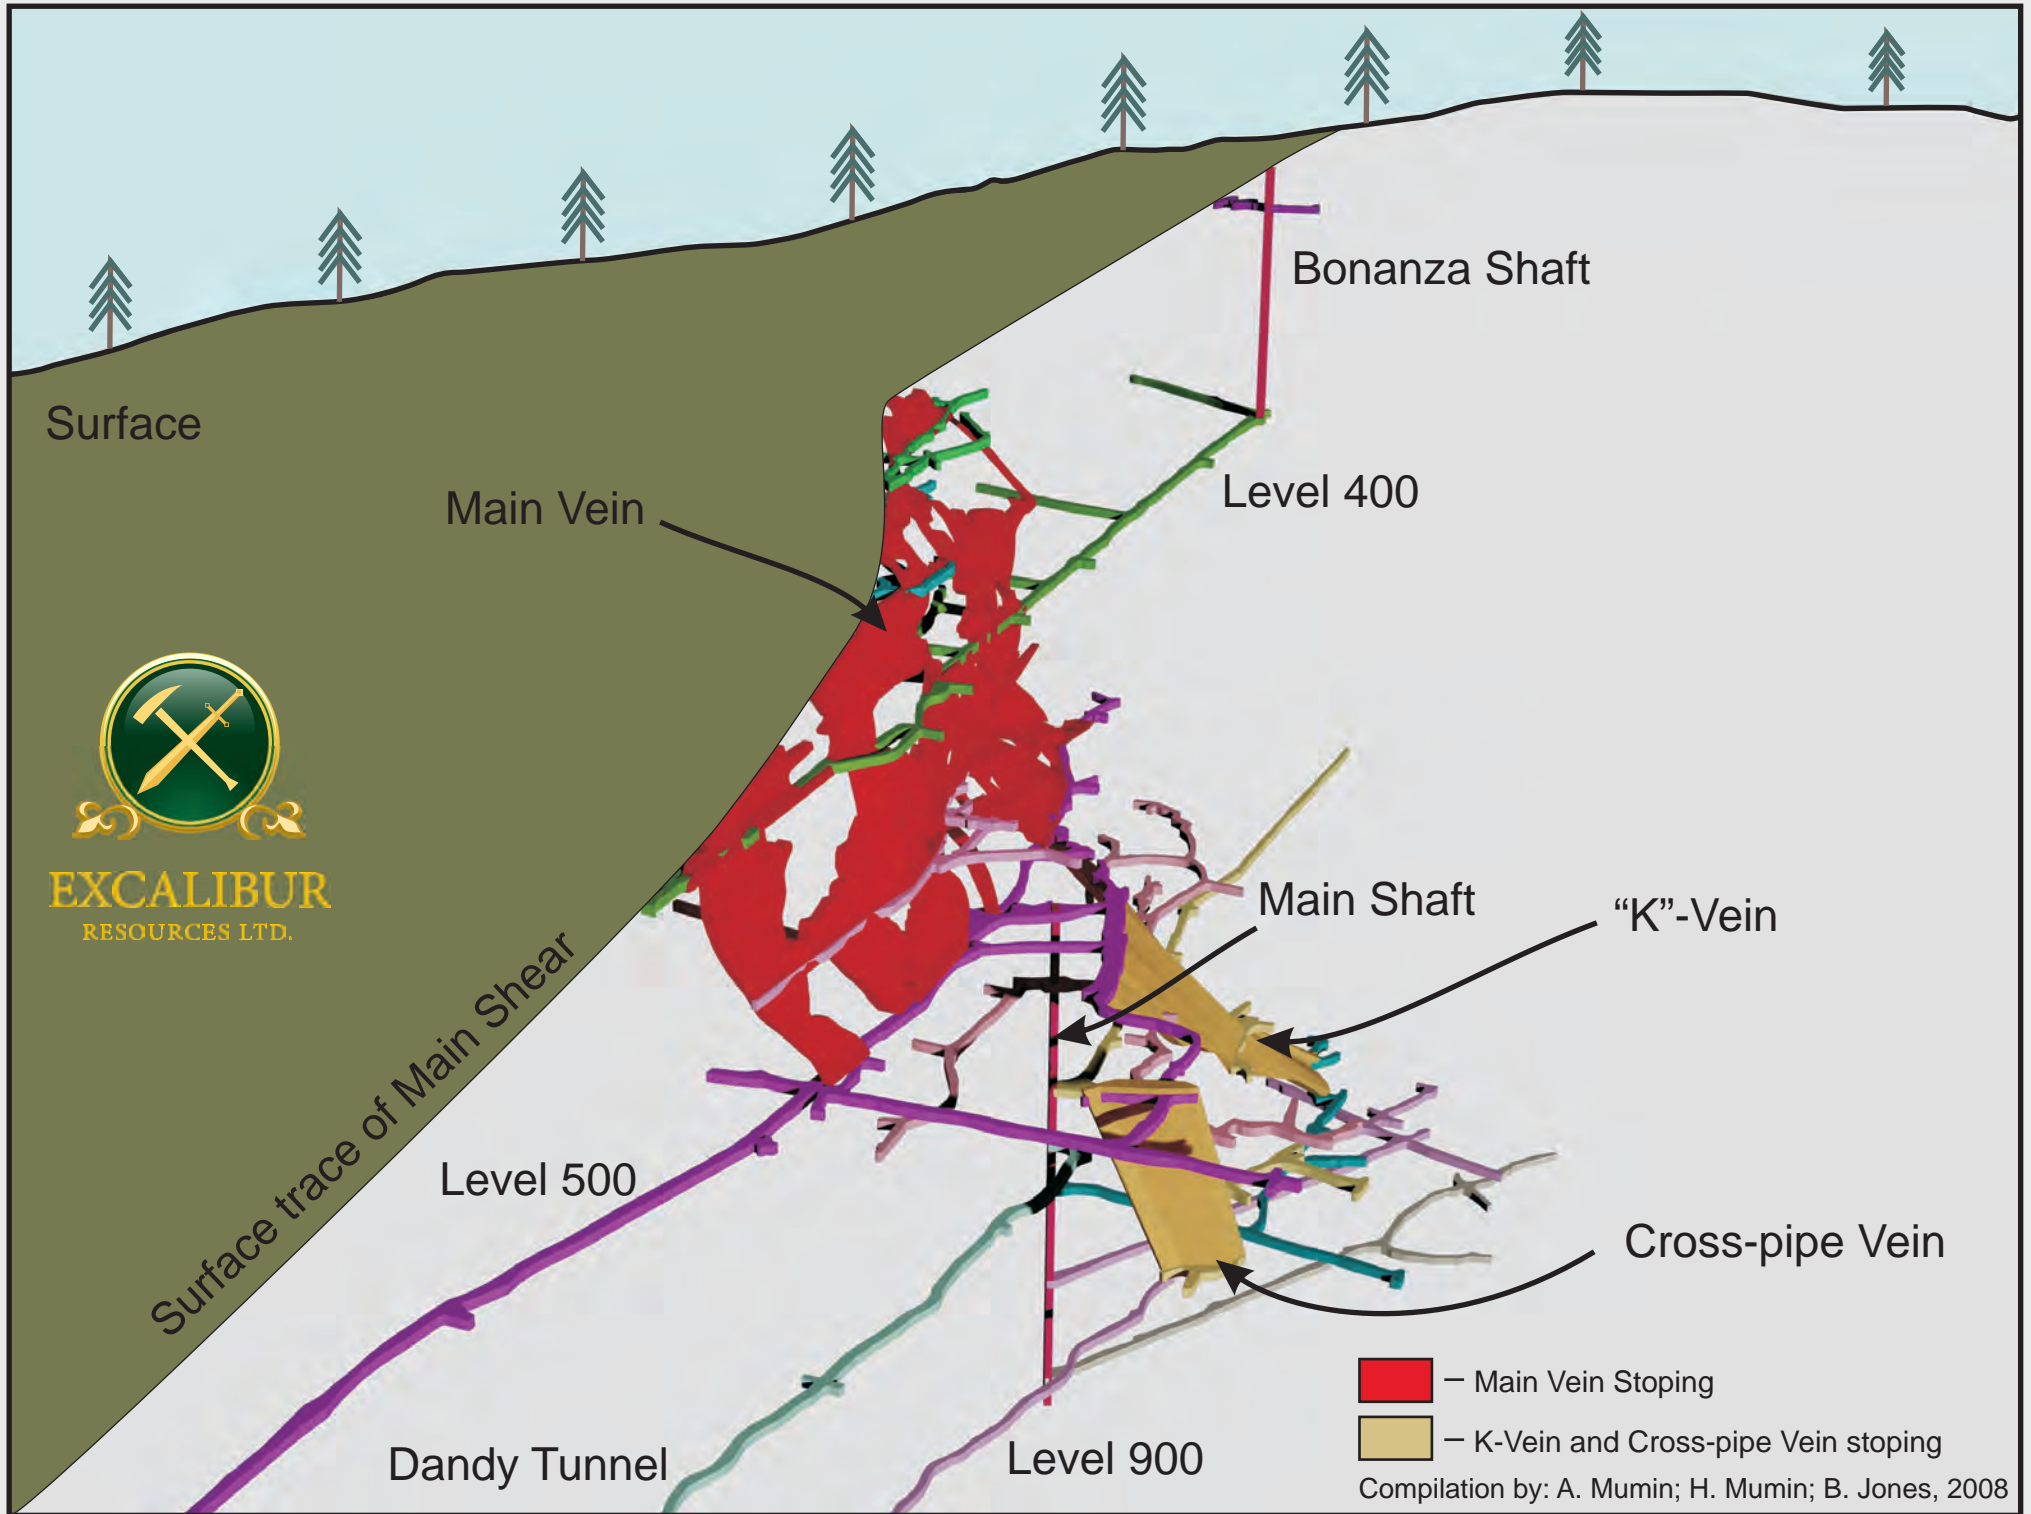 Bonanza Shaft
Surface
Main Vein
Level 400
EXCALIBUR
RESOURCES LTD.
Main Shaft
“K”-Vein
Surface trace of Main Shear
Level 500
Cross-pipe Vein
Dandy Tunnel
Level 900
– Main Vein Stoping
– K-Vein and Cross-pipe Vein stoping
Compilation by: A. Mumin; H. Mumin; B. Jones, 2008